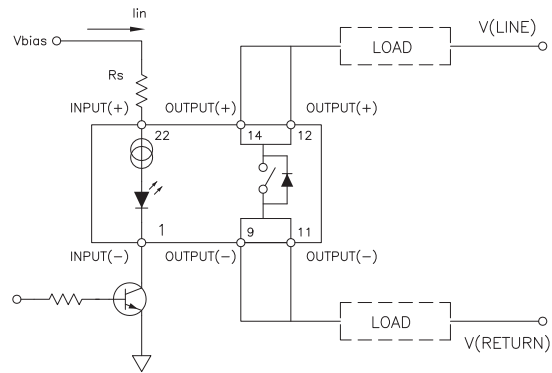 Iin
V(LINE)
Vbias
LOAD
Rs
INPUT(+) OUTPUT(+) OUTPUT(+)
22 14 12
1 9 11
INPUT(-) OUTPUT(-) OUTPUT(-)
LOAD
V(RETURN)